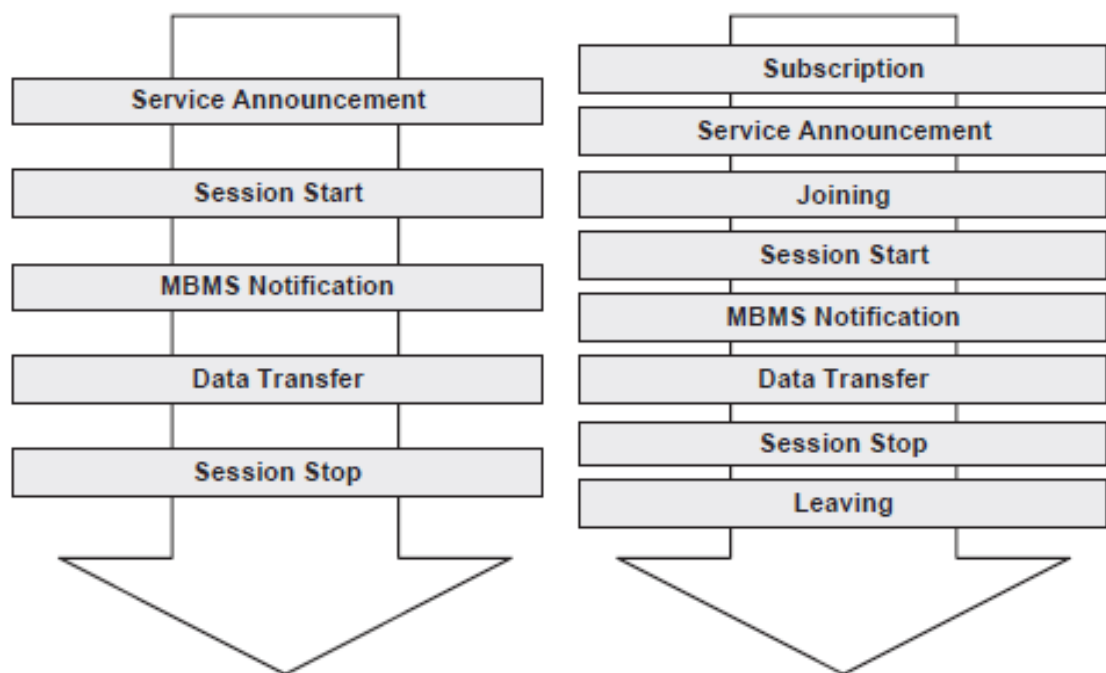 Service Announcement
Session Start
MBMS Notification
Data Transfer
Session Stop
Subscription
Service Announcement
Joining
Session Start
MBMS Notification
Data Transfer
Session Stop
Leaving